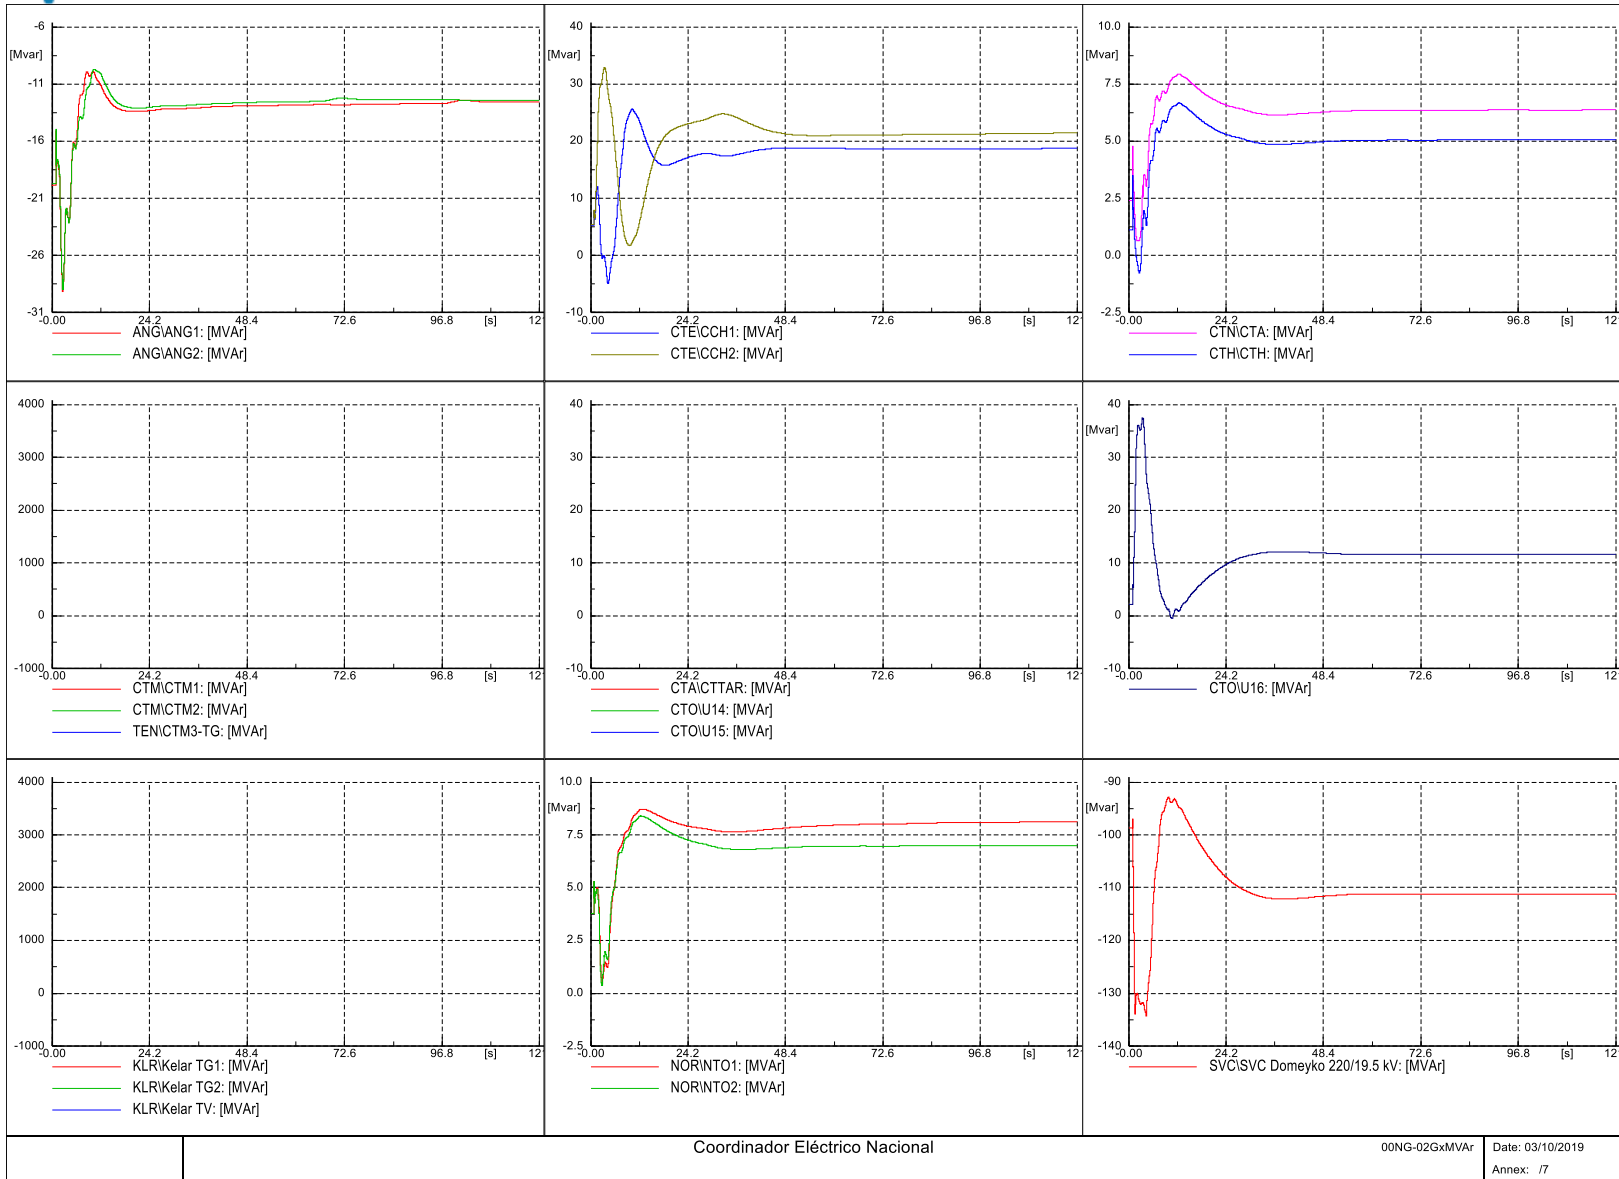 -6
[Mvar]
-11
-16
-21
-26
-31
-0.00 24.2 48.4 72.6 96.8 [s] 12
ANG\ANG1: [MVAr]
ANG\ANG2: [MVAr]
40
[Mvar]
30
20
10
0
-10
-0.00 24.2 48.4 72.6 96.8 [s] 12
CTE\CCH1: [MVAr]
CTE\CCH2: [MVAr]
10.0
[Mvar]
7.5
5.0
2.5
0.0
-2.5
-0.00 24.2 48.4 72.6 96.8 [s] 12
CTN\CTA: [MVAr]
CTH\CTH: [MVAr]
4000
3000
2000
1000
0
-1000
-0.00 24.2 48.4 72.6 96.8 [s] 12
CTM\CTM1: [MVAr]
CTM\CTM2: [MVAr]
TEN\CTM3-TG: [MVAr]
40
30
20
10
0
-10
-0.00 24.2 48.4 72.6 96.8 [s] 12
CTA\CTTAR: [MVAr]
CTO\U14: [MVAr]
CTO\U15: [MVAr]
40
[Mvar]
30
20
10
0
-10
-0.00 24.2 48.4 72.6 96.8 [s] 12
CTO\U16: [MVAr]
4000
3000
2000
1000
0
-1000
-0.00 24.2 48.4 72.6 96.8 [s] 12
KLR\Kelar TG1: [MVAr]
KLR\Kelar TG2: [MVAr]
KLR\Kelar TV: [MVAr]
10.0
[Mvar]
7.5
5.0
2.5
0.0
-2.5
-0.00 24.2 48.4 72.6 96.8 [s] 12
NOR\NTO1: [MVAr]
NOR\NTO2: [MVAr]
-90
[Mvar]
-100
-110
-120
-130
-140
-0.00 24.2 48.4 72.6 96.8 [s] 12
SVC\SVC Domeyko 220/19.5 kV: [MVAr]
Coordinador Eléctrico Nacional
00NG-02GxMVAr
Date: 03/10/2019
Annex: /7